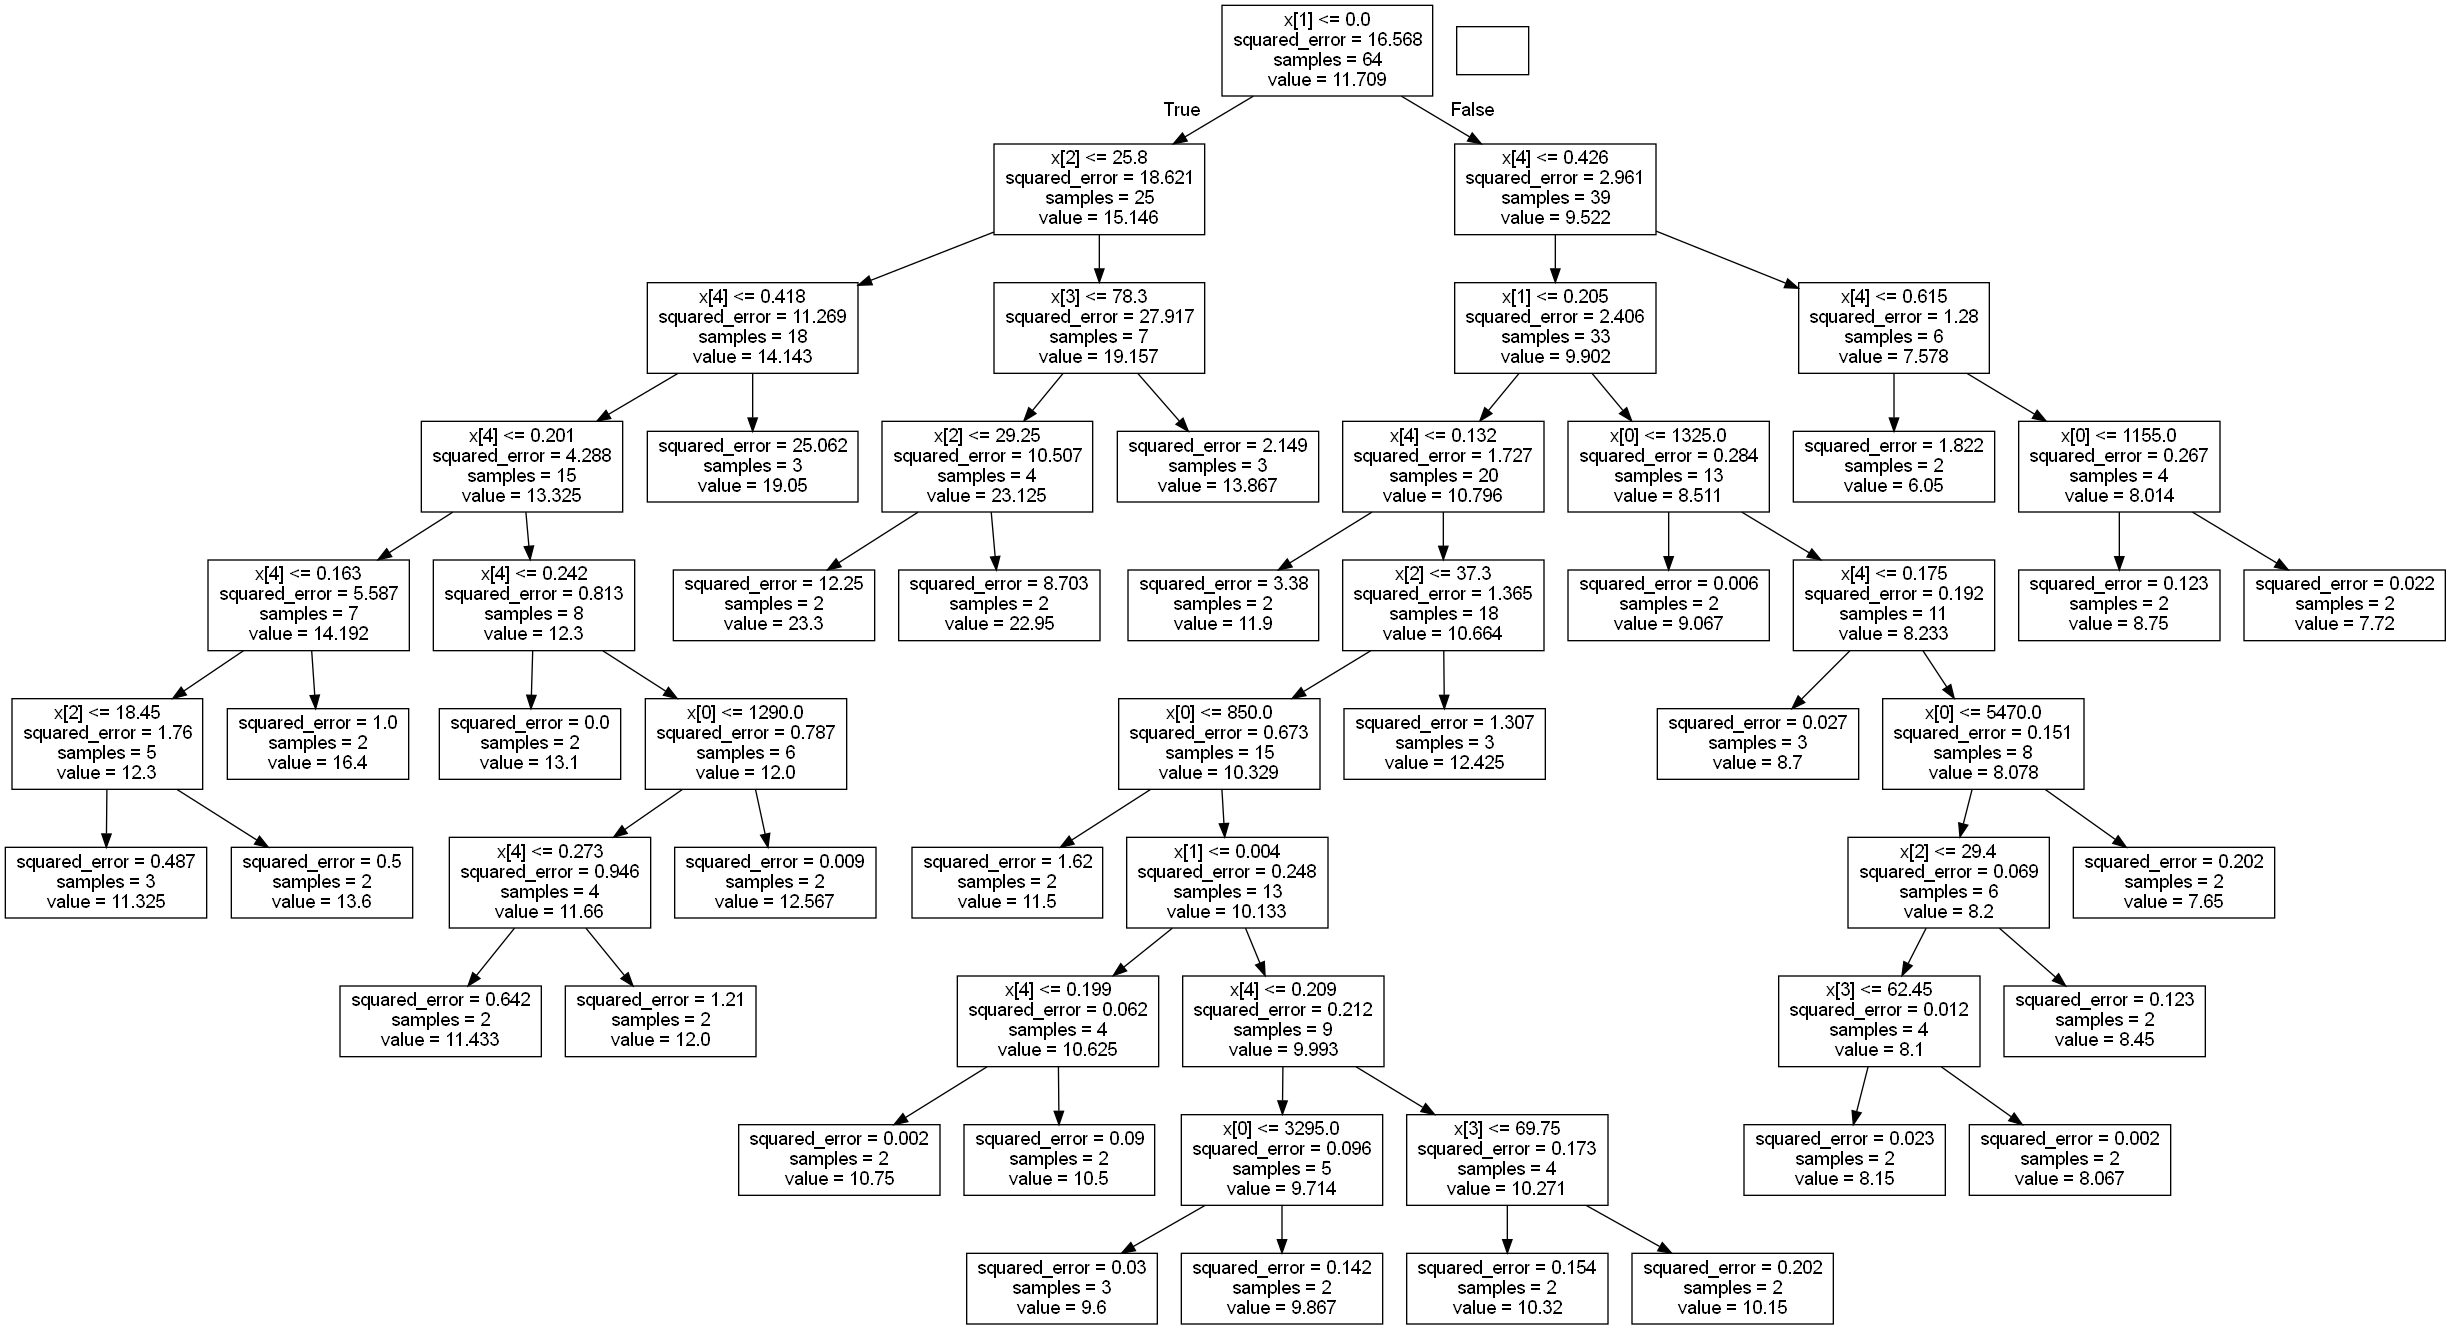 x[1] <= 0.0
squared_error = 16.568
samples = 64
value = 11.709
True
False
x[2] <= 25.8
squared_error = 18.621
samples = 25
value = 15.146
x[4] <= 0.426
squared_error = 2.961
samples = 39
value = 9.522
x[4] <= 0.418
squared_error = 11.269
samples = 18
value = 14.143
x[3] <= 78.3
squared_error = 27.917
samples = 7
value = 19.157
x[1] <= 0.205
squared_error = 2.406
samples = 33
value = 9.902
x[4] <= 0.615
squared_error = 1.28
samples = 6
value = 7.578
x[4] <= 0.201
squared_error = 4.288
samples = 15
value = 13.325
squared_error = 25.062
samples = 3
value = 19.05
x[2] <= 29.25
squared_error = 10.507
samples = 4
value = 23.125
squared_error = 2.149
samples = 3
value = 13.867
x[4] <= 0.132
squared_error = 1.727
samples = 20
value = 10.796
x[0] <= 1325.0
squared_error = 0.284
samples = 13
value = 8.511
squared_error = 1.822
samples = 2
value = 6.05
x[0] <= 1155.0
squared_error = 0.267
samples = 4
value = 8.014
x[4] <= 0.163
squared_error = 5.587
samples = 7
value = 14.192
x[4] <= 0.242
squared_error = 0.813
samples = 8
value = 12.3
squared_error = 12.25
samples = 2
value = 23.3
squared_error = 8.703
samples = 2
value = 22.95
squared_error = 3.38
samples = 2
value = 11.9
x[2] <= 37.3
squared_error = 1.365
samples = 18
value = 10.664
squared_error = 0.006
samples = 2
value = 9.067
x[4] <= 0.175
squared_error = 0.192
samples = 11
value = 8.233
squared_error = 0.123
samples = 2
value = 8.75
squared_error = 0.022
samples = 2
value = 7.72
x[2] <= 18.45
squared_error = 1.76
samples = 5
value = 12.3
squared_error = 1.0
samples = 2
value = 16.4
squared_error = 0.0
samples = 2
value = 13.1
x[0] <= 1290.0
squared_error = 0.787
samples = 6
value = 12.0
x[0] <= 850.0
squared_error = 0.673
samples = 15
value = 10.329
squared_error = 1.307
samples = 3
value = 12.425
squared_error = 0.027
samples = 3
value = 8.7
x[0] <= 5470.0
squared_error = 0.151
samples = 8
value = 8.078
squared_error = 0.487
samples = 3
value = 11.325
squared_error = 0.5
samples = 2
value = 13.6
x[4] <= 0.273
squared_error = 0.946
samples = 4
value = 11.66
squared_error = 0.009
samples = 2
value = 12.567
squared_error = 1.62
samples = 2
value = 11.5
x[1] <= 0.004
squared_error = 0.248
samples = 13
value = 10.133
x[2] <= 29.4
squared_error = 0.069
samples = 6
value = 8.2
squared_error = 0.202
samples = 2
value = 7.65
squared_error = 0.642
samples = 2
value = 11.433
squared_error = 1.21
samples = 2
value = 12.0
x[4] <= 0.199
squared_error = 0.062
samples = 4
value = 10.625
x[4] <= 0.209
squared_error = 0.212
samples = 9
value = 9.993
x[3] <= 62.45
squared_error = 0.012
samples = 4
value = 8.1
squared_error = 0.123
samples = 2
value = 8.45
squared_error = 0.002
samples = 2
value = 10.75
squared_error = 0.09
samples = 2
value = 10.5
x[0] <= 3295.0
squared_error = 0.096
samples = 5
value = 9.714
x[3] <= 69.75
squared_error = 0.173
samples = 4
value = 10.271
squared_error = 0.023
samples = 2
value = 8.15
squared_error = 0.002
samples = 2
value = 8.067
squared_error = 0.03
samples = 3
value = 9.6
squared_error = 0.142
samples = 2
value = 9.867
squared_error = 0.154
samples = 2
value = 10.32
squared_error = 0.202
samples = 2
value = 10.15